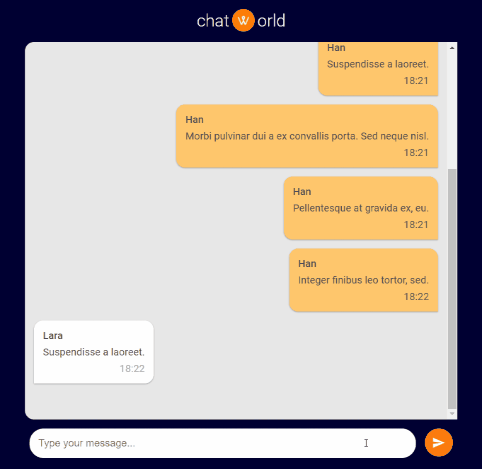 chat W orld
Han
Suspendisse a laoreet.
18:21
Han
Morbi pulvinar dui a ex convallis porta. Sed neque nisl.
18:21
Han
Pellentesque at gravida ex, eu.
18:21
Han
Integer finibus leo tortor, sed.
18:22
Lara
Suspendisse a laoreet.
18:22
Type your message...